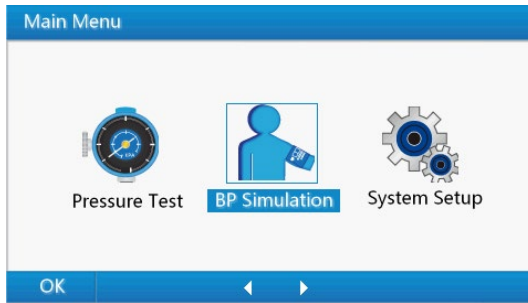 Main Menu
Pressure Test
BP Simulation
System Setup
OK